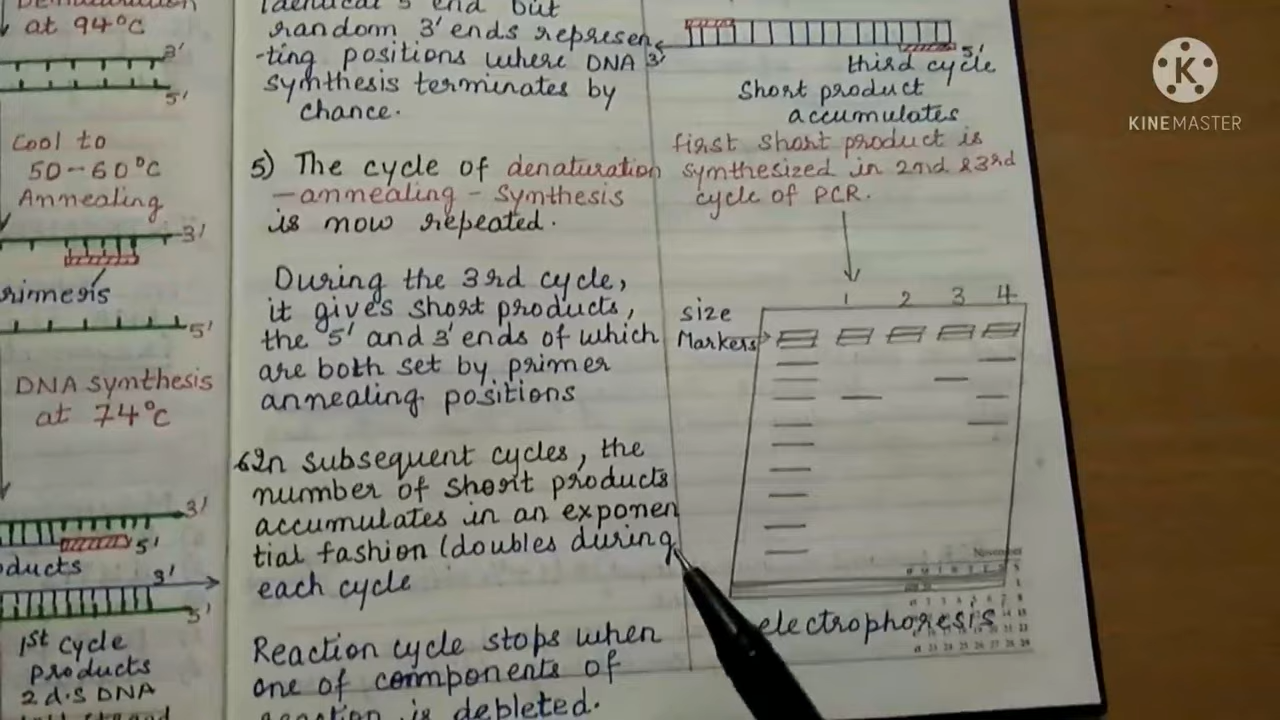 at 94°C
3'
5'
Cool to
50-60°C
Annealing
3'
5'
DNA synthesis
at 74°C
3'
5'
3'
5'
1st cycle
products
2 d.s DNA
random 3' ends represen
-ting positions where DNA
synthesis terminates by
chance.
5) The cycle of denaturation
-annealing - synthesis
is now repeated.
During the 3rd cycle,
it gives short products,
the 5' and 3' ends of which
are both set by primer
annealing positions
6 In subsequent cycles, the
number of short products
accumulates in an exponen
tial fashion (doubles during
each cycle
Reaction cycle stops when
one of components of
is depleted.
3'
5'
third cycle
short product
accumulates
first short product is
synthesized in 2nd & 3rd
cycle of PCR.
size
Markers
1 2 3 4
November
electrophoresis
K
KINEMASTER